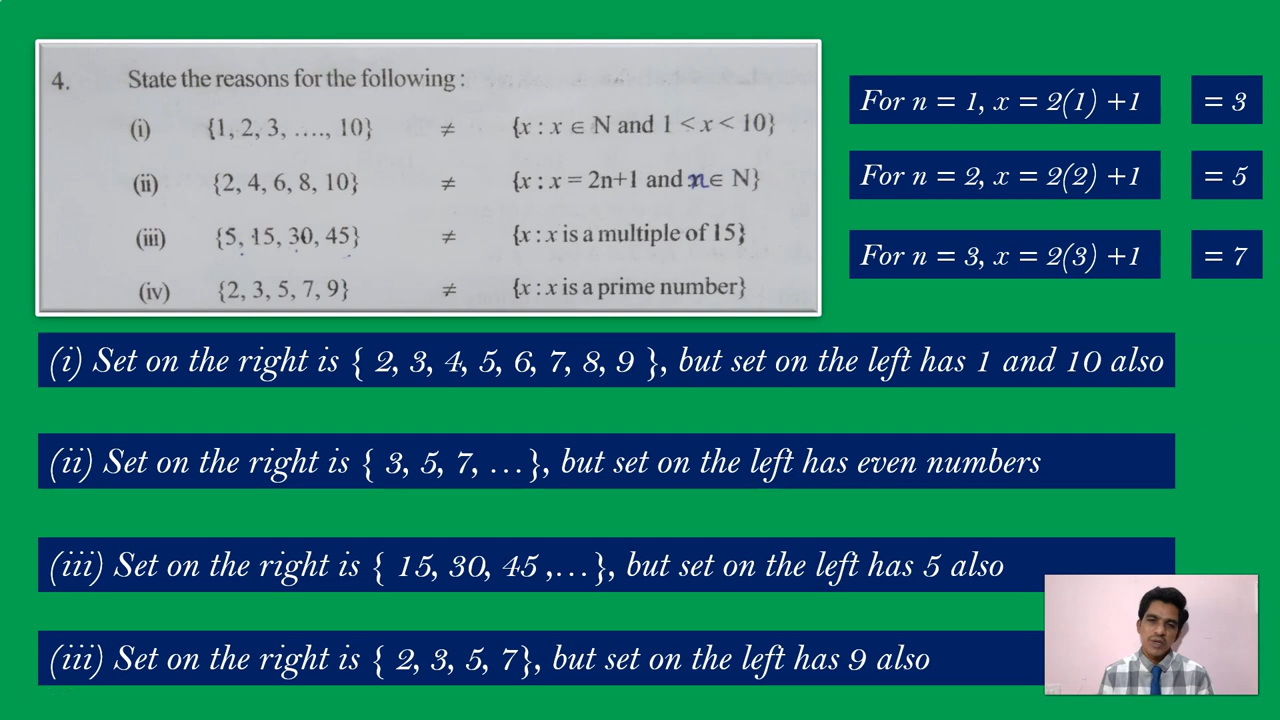 4. State the reasons for the following :
(i) {1, 2, 3, ...., 10} ≠ {x : x ∈ N and 1 < x < 10}
(ii) {2, 4, 6, 8, 10} ≠ {x : x = 2n+1 and n ∈ N}
(iii) {5, 15, 30, 45} ≠ {x : x is a multiple of 15}
(iv) {2, 3, 5, 7, 9} ≠ {x : x is a prime number}
For n = 1, x = 2(1) +1 = 3
For n = 2, x = 2(2) +1 = 5
For n = 3, x = 2(3) +1 = 7
(i) Set on the right is { 2, 3, 4, 5, 6, 7, 8, 9 }, but set on the left has 1 and 10 also
(ii) Set on the right is { 3, 5, 7, ...}, but set on the left has even numbers
(iii) Set on the right is { 15, 30, 45 ,...}, but set on the left has 5 also
(iii) Set on the right is { 2, 3, 5, 7}, but set on the left has 9 also